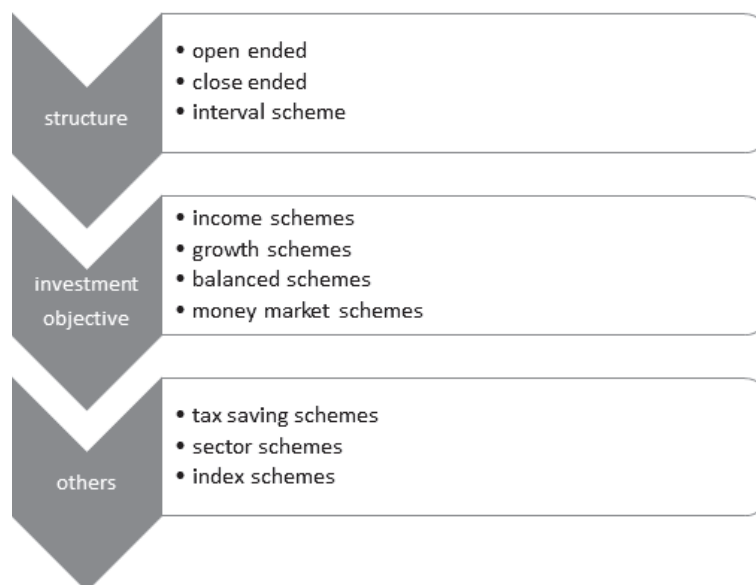 structure
• open ended
• close ended
• interval scheme
investment
objective
• income schemes
• growth schemes
• balanced schemes
• money market schemes
others
• tax saving schemes
• sector schemes
• index schemes